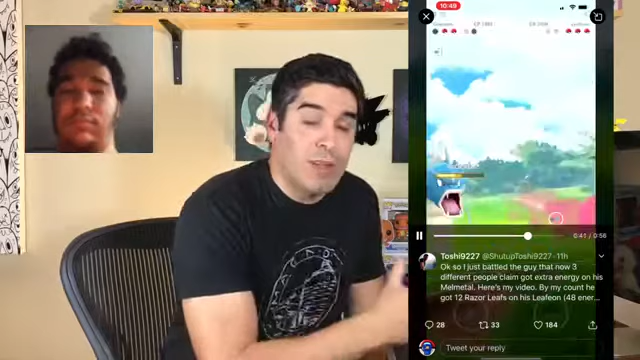 10:49
0:41 / 0:56
Toshi9227 @ShutupToshi9227·11h
Ok so I just battled the guy that now 3
different people claim got extra energy on his
Melmetal. Here's my video. By my count he
got 12 Razor Leafs on his Leafeon (48 ener...
28
33
184
Tweet your reply